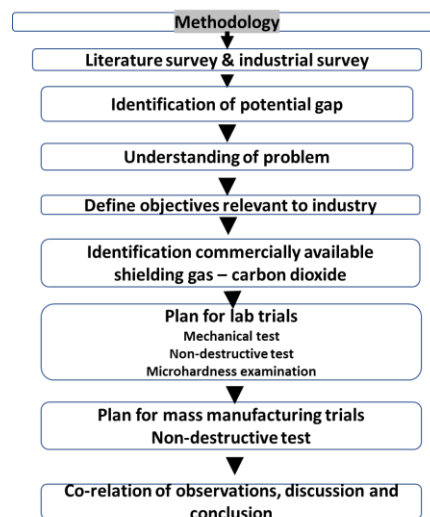 Methodology
Literature survey & industrial survey
Identification of potential gap
Understanding of problem
Define objectives relevant to industry
Identification commercially available
shielding gas – carbon dioxide
Plan for lab trials
Mechanical test
Non-destructive test
Microhardness examination
Plan for mass manufacturing trials
Non-destructive test
Co-relation of observations, discussion and
conclusion